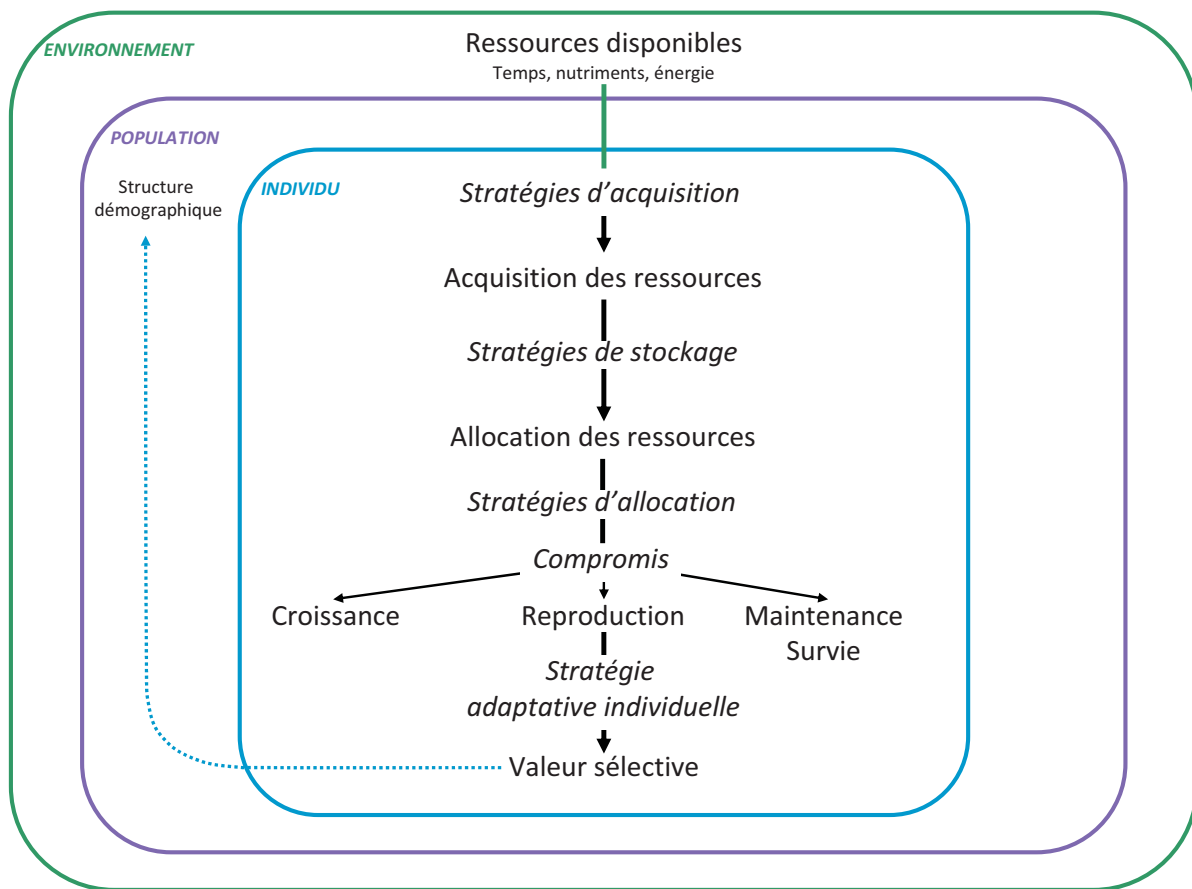 ENVIRONNEMENT
Ressources disponibles
Temps, nutriments, énergie
POPULATION
Structure
démographique
INDIVIDU
Stratégies d’acquisition
Acquisition des ressources
Stratégies de stockage
Allocation des ressources
Stratégies d’allocation
Compromis
Croissance
Reproduction
Maintenance
Survie
Stratégie
adaptative individuelle
Valeur sélective